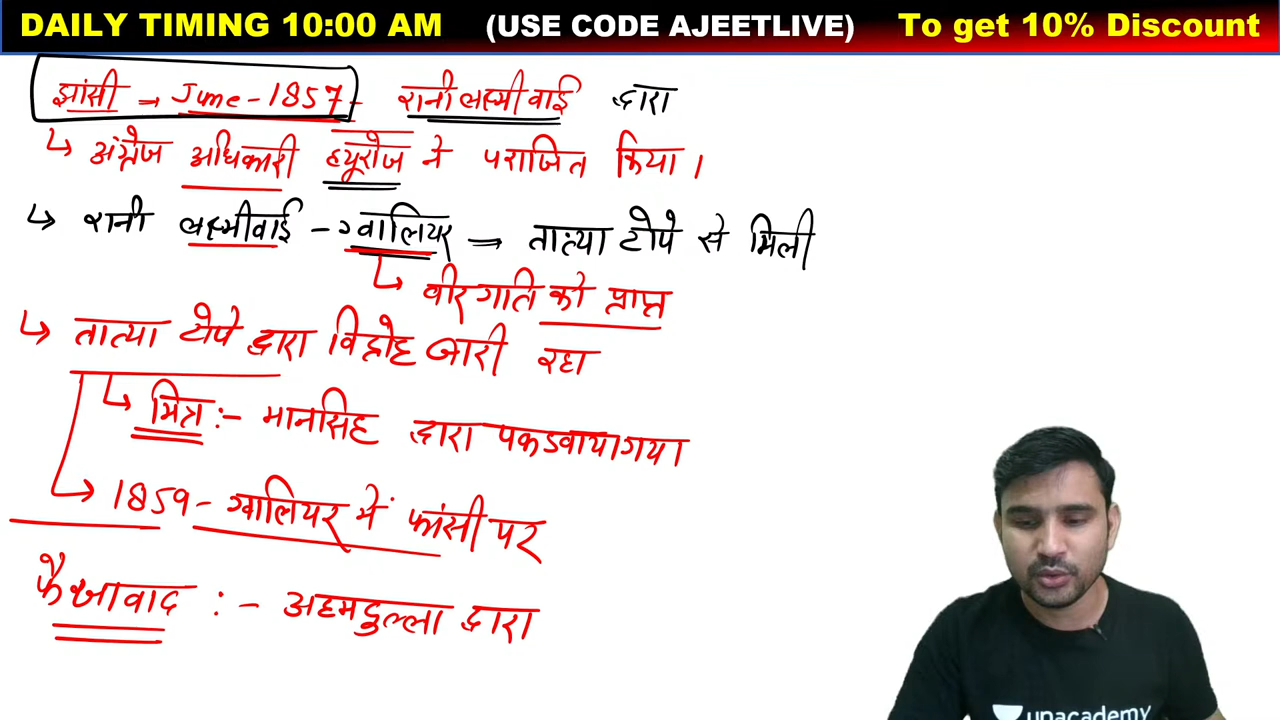 DAILY TIMING 10:00 AM (USE CODE AJEETLIVE) To get 10% Discount
झांसी → June - 1857 - रानी लक्ष्मीबाई द्वारा
↳ अंग्रेज अधिकारी ह्यूरोज ने पराजित किया।
↳ रानी लक्ष्मीवाई - ग्वालियर → तात्या टोपे से मिली
↳ वीरगति को प्राप्त
↳ तात्या टोपे द्वारा विद्रोह जारी रहा
↳ मित्र :- मानसिह द्वारा पकडवाया गया
→ 1859 - ग्वालियर में फांसी पर
फैजावाद :- अहमदुल्ला द्वारा
unacademy